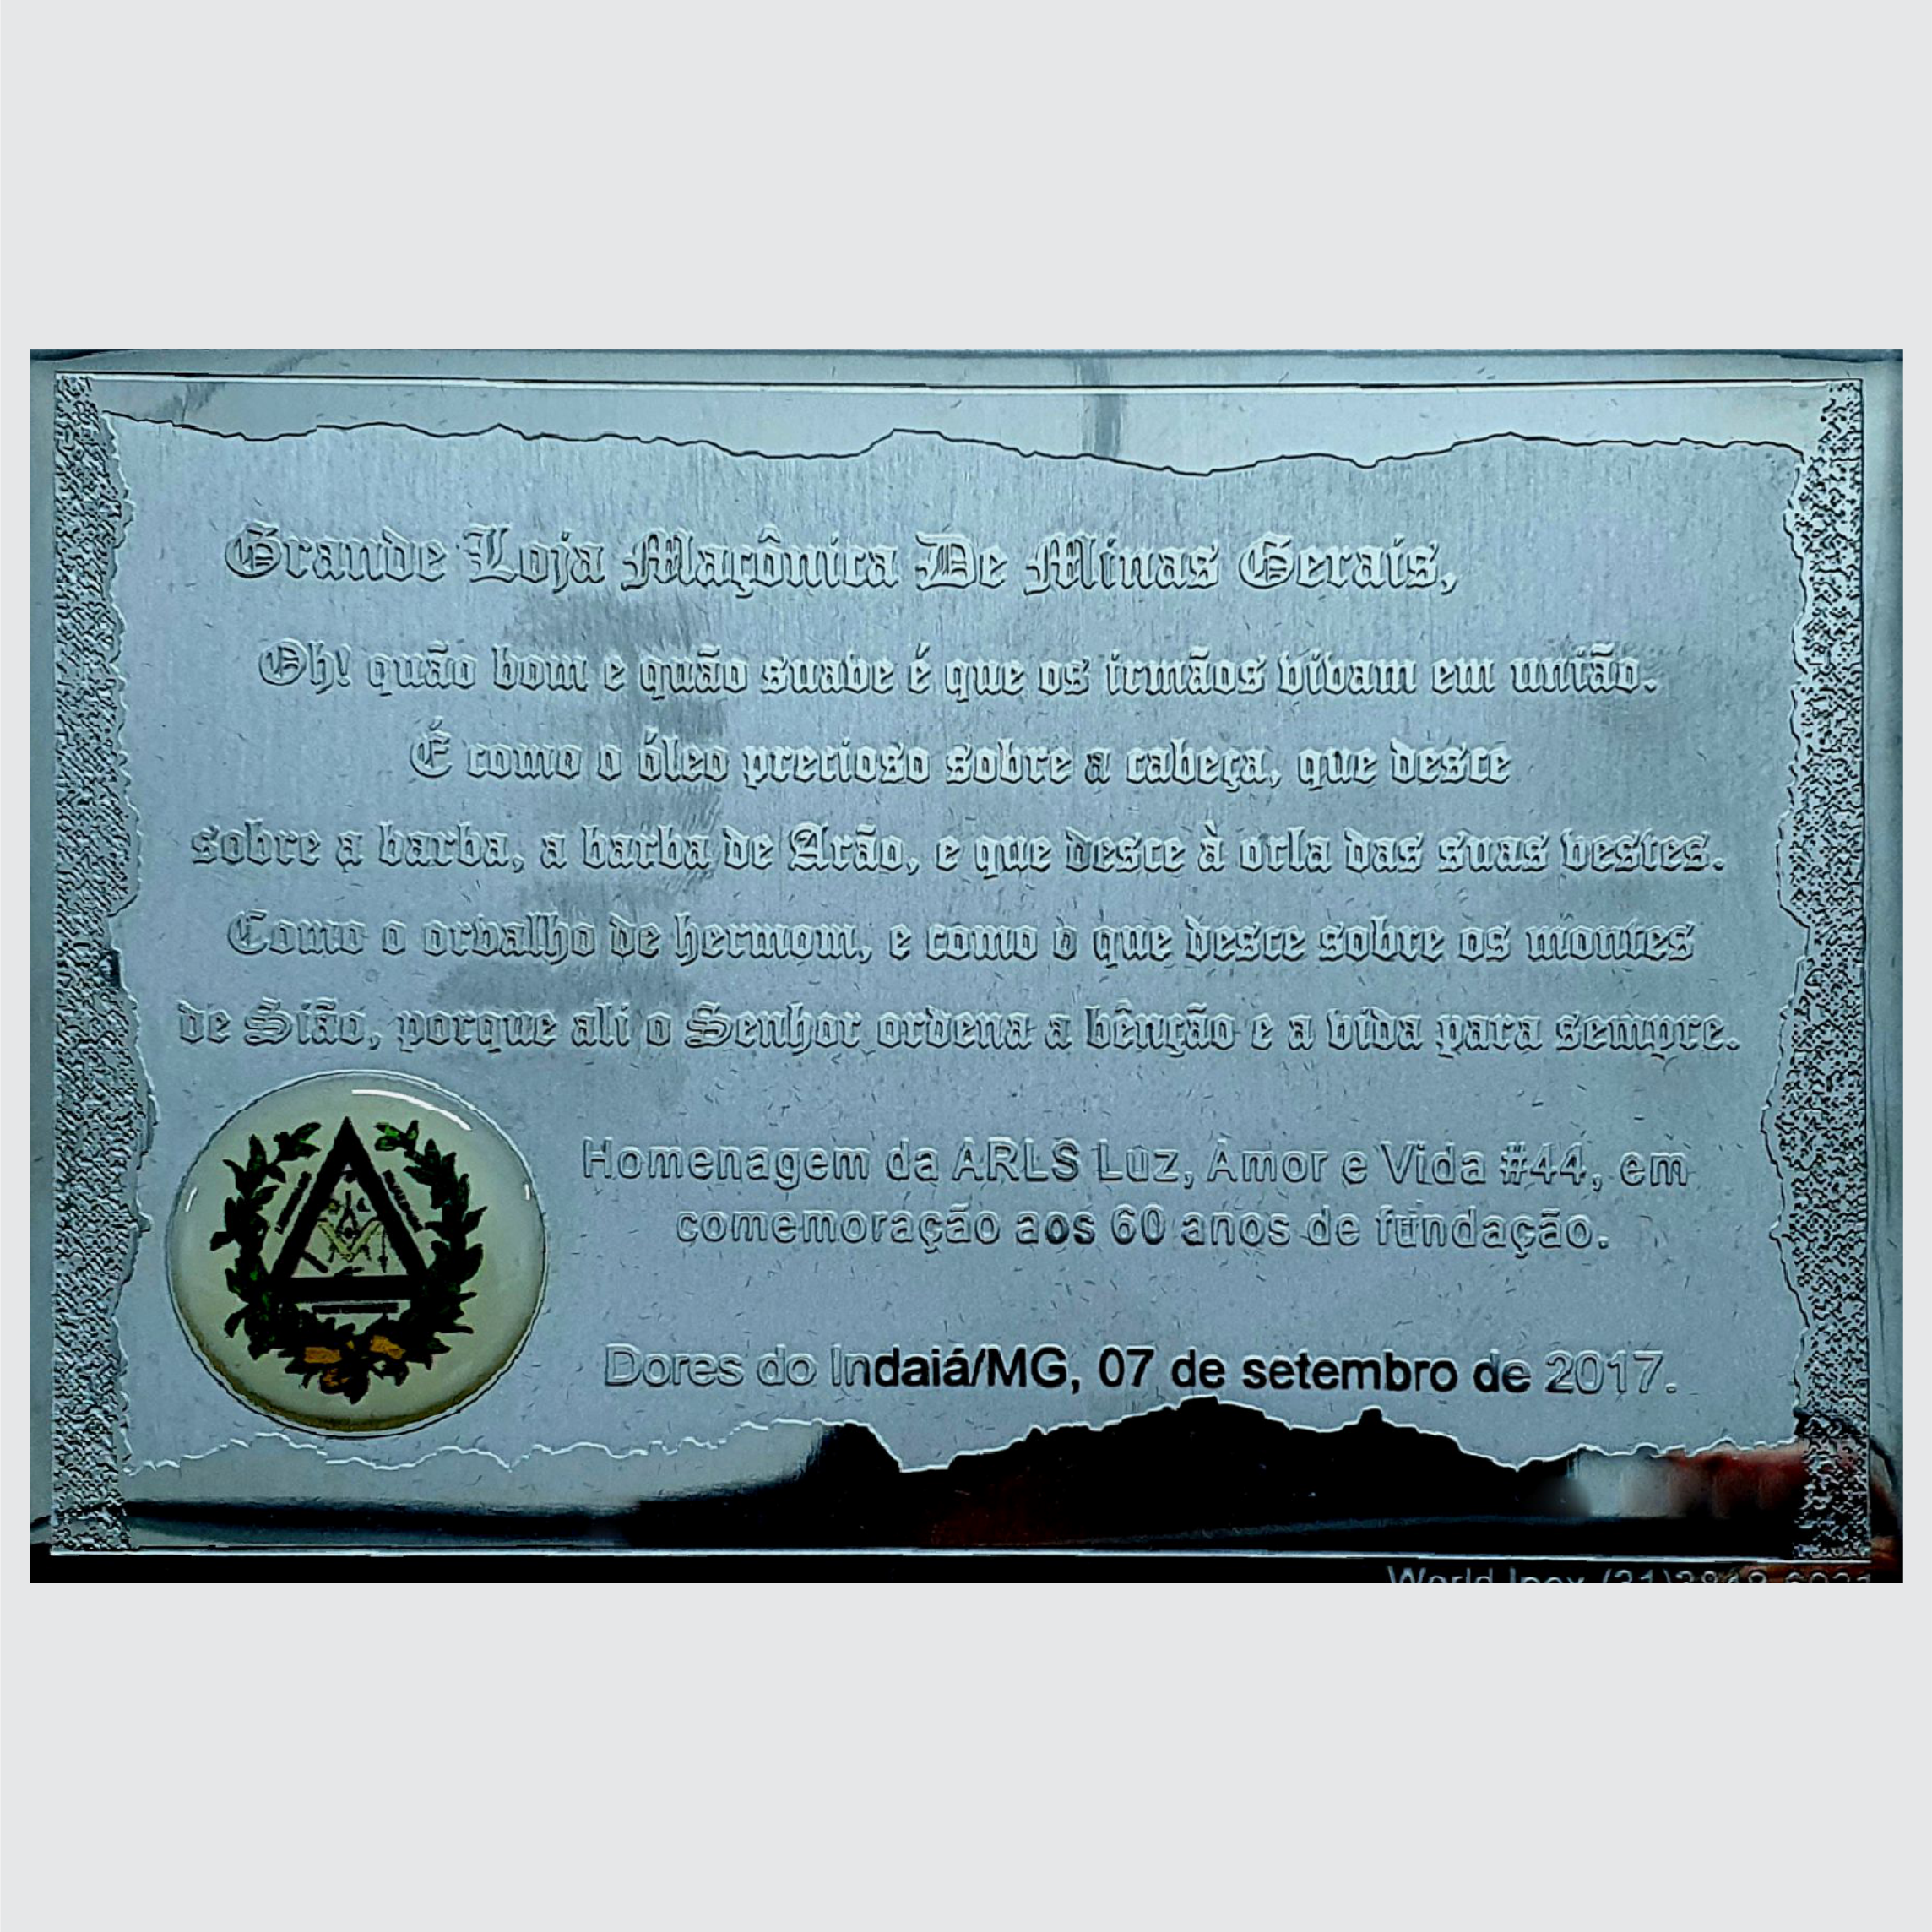 Grande Loja Maçônica De Minas Gerais,
Oh! quão bom e quão suave é que os irmãos vivam em união.
É como o óleo precioso sobre a cabeça, que desce
sobre a barba, a barba de Arão, e que desce à orla das suas vestes.
Como o orvalho de hermom, e como o que desce sobre os montes
de Sião, porque ali o Senhor ordena a bênção e a vida para sempre.
Homenagem da ARLS Luz, Amor e Vida #44, em
comemoração aos 60 anos de fundação.
Dores do Indaiá/MG, 07 de setembro de 2017.
World Inox